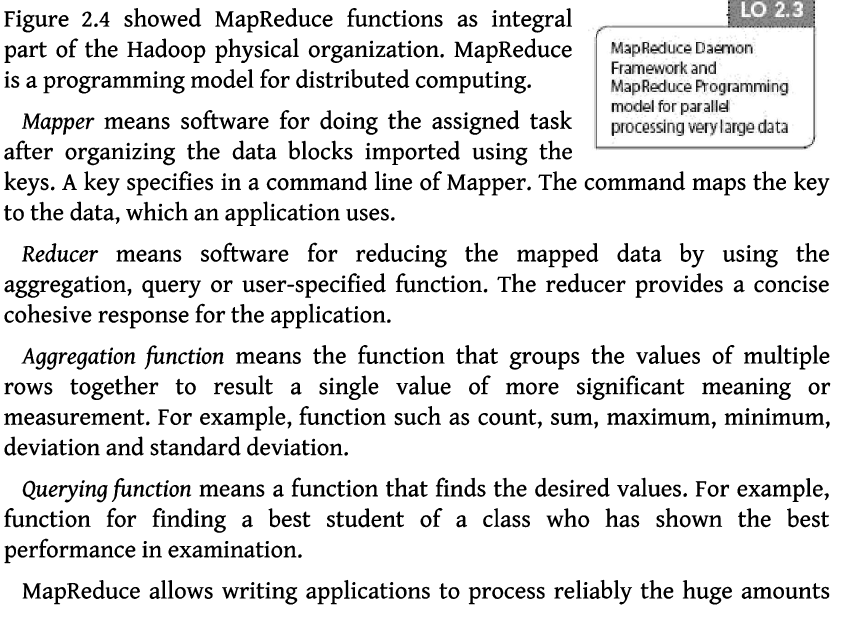 Figure 2.4 showed MapReduce functions as integral
part of the Hadoop physical organization. MapReduce
is a programming model for distributed computing.
LO 2.3
MapReduce Daemon
Framework and
MapReduce Programming
model for parallel
processing very large data
Mapper means software for doing the assigned task
after organizing the data blocks imported using the
keys. A key specifies in a command line of Mapper. The command maps the key
to the data, which an application uses.
Reducer means software for reducing the mapped data by using the
aggregation, query or user-specified function. The reducer provides a concise
cohesive response for the application.
Aggregation function means the function that groups the values of multiple
rows together to result a single value of more significant meaning or
measurement. For example, function such as count, sum, maximum, minimum,
deviation and standard deviation.
Querying function means a function that finds the desired values. For example,
function for finding a best student of a class who has shown the best
performance in examination.
MapReduce allows writing applications to process reliably the huge amounts